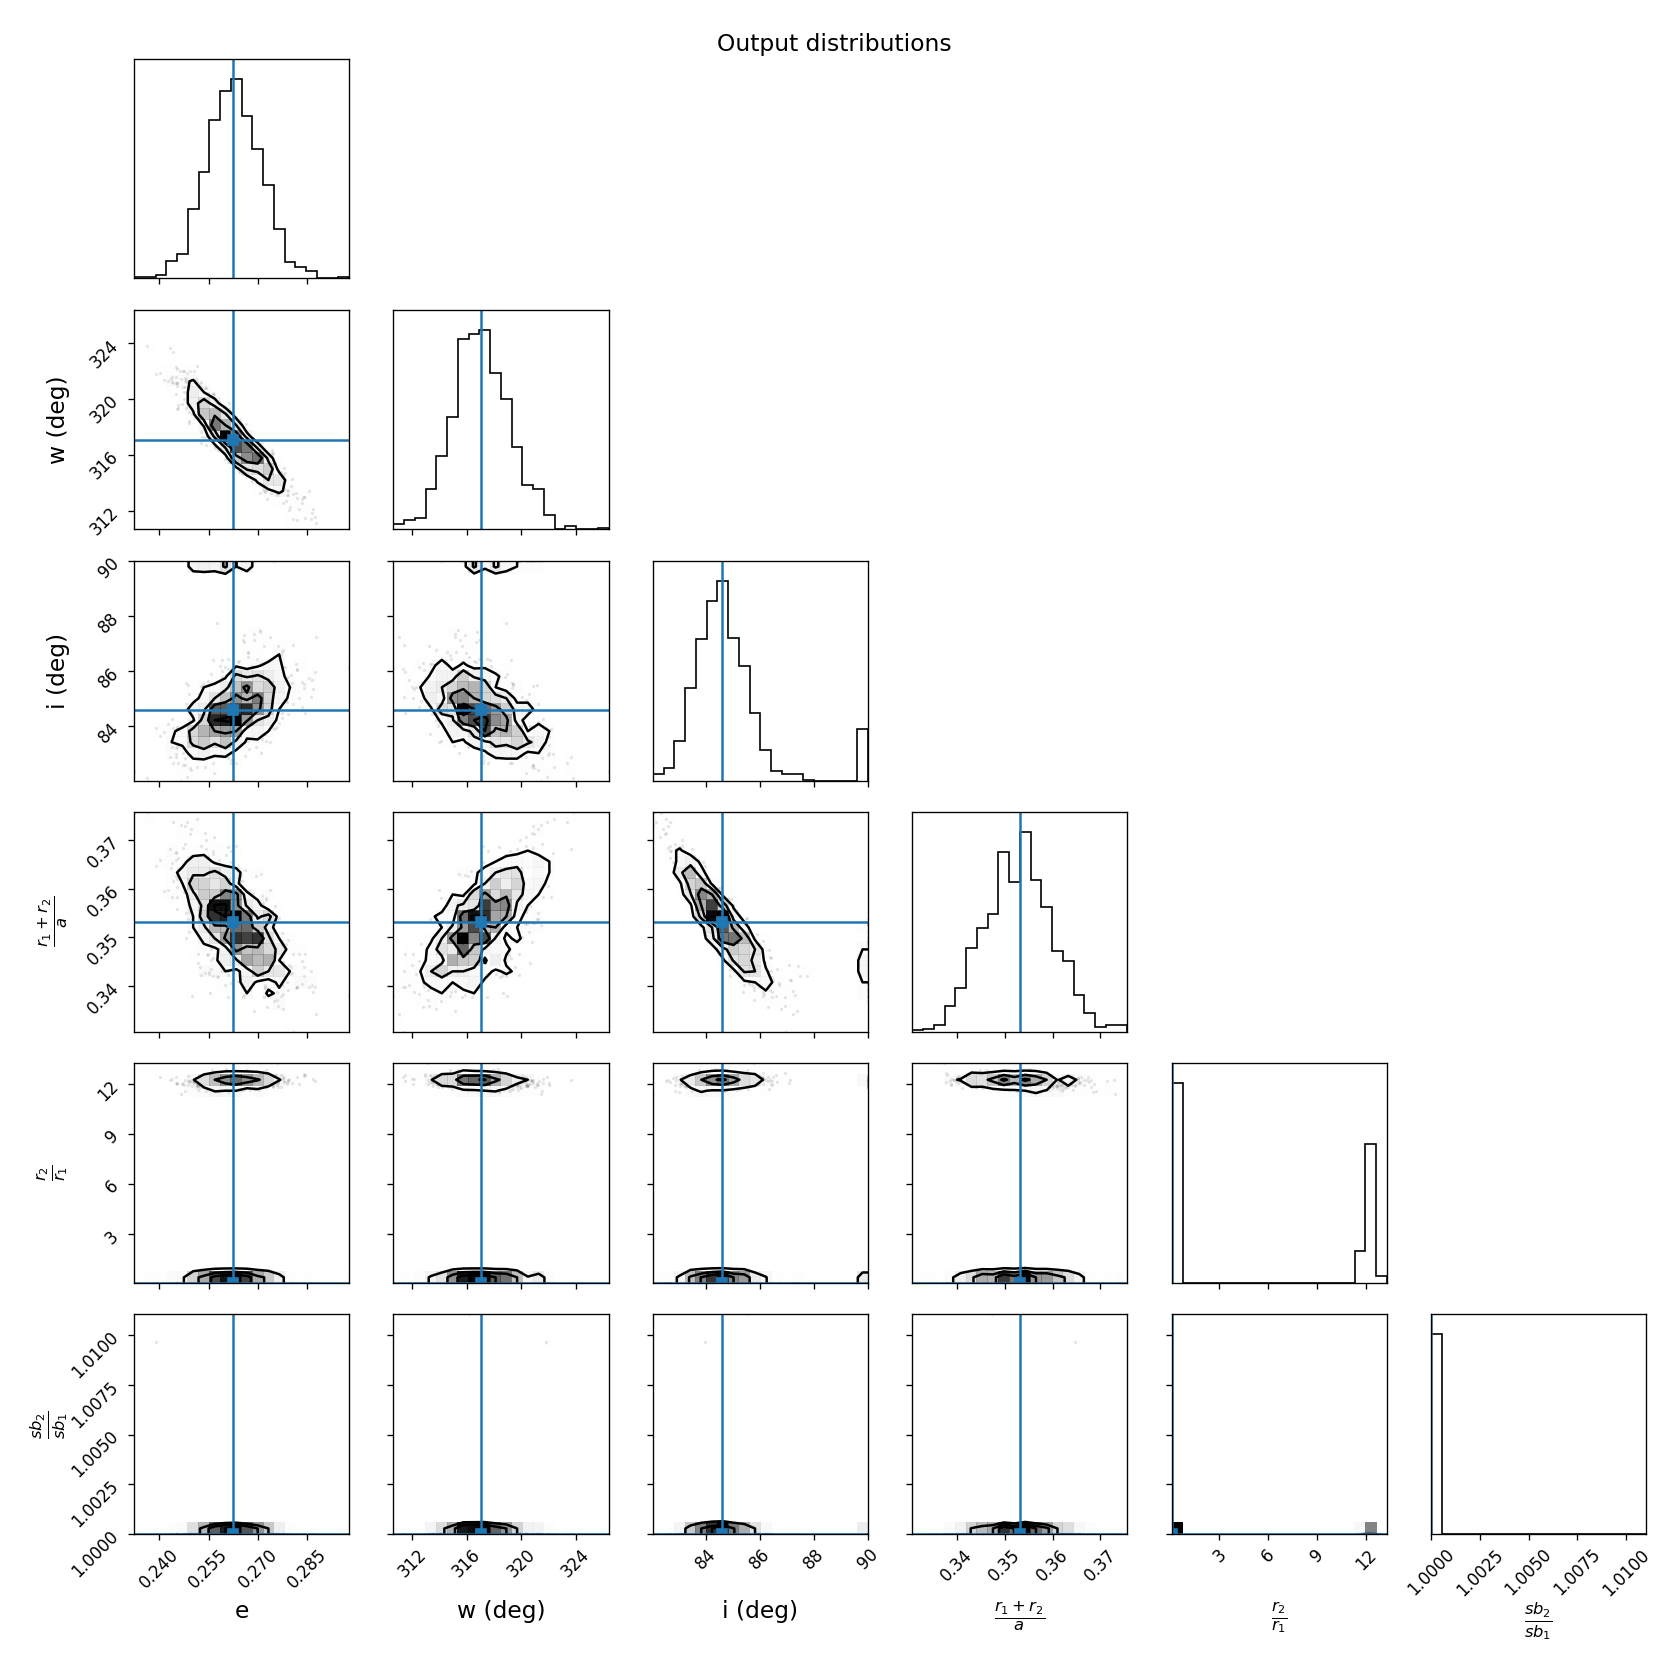 Output distributions
w (deg)
324
320
316
312
i (deg)
90
88
86
84
r₁ + r₂
a
0.37
0.36
0.35
0.34
r₂
r₁
12
9
6
3
sb₂
sb₁
1.0100
1.0075
1.0050
1.0025
1.0000
0.240 0.255 0.270 0.285
312 316 320 324
84 86 88 90
0.34 0.35 0.36 0.37
3 6 9 12
1.0000 1.0025 1.0050 1.0075 1.0100
e
w (deg)
i (deg)
r₁ + r₂
a
r₂
r₁
sb₂
sb₁